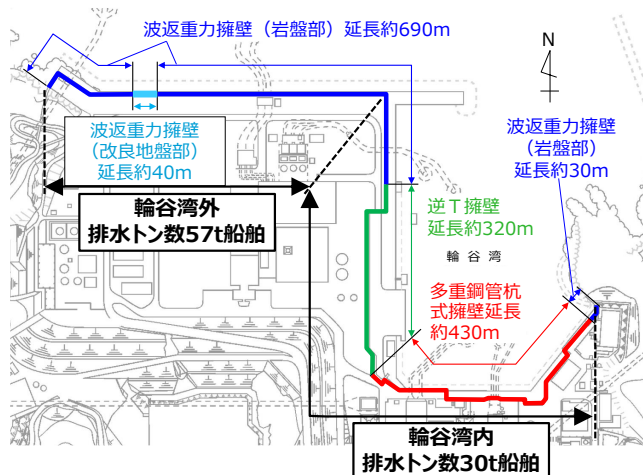 波返重力擁壁（岩盤部）延長約690m
N
波返重力擁壁
（改良地盤部）
延長約40m
波返重力擁壁
（岩盤部）
延長約30m
輪谷湾外
排水トン数57t船舶
逆T擁壁
延長約320m
輪谷湾
多重鋼管杭
式擁壁延長
約430m
輪谷湾内
排水トン数30t船舶